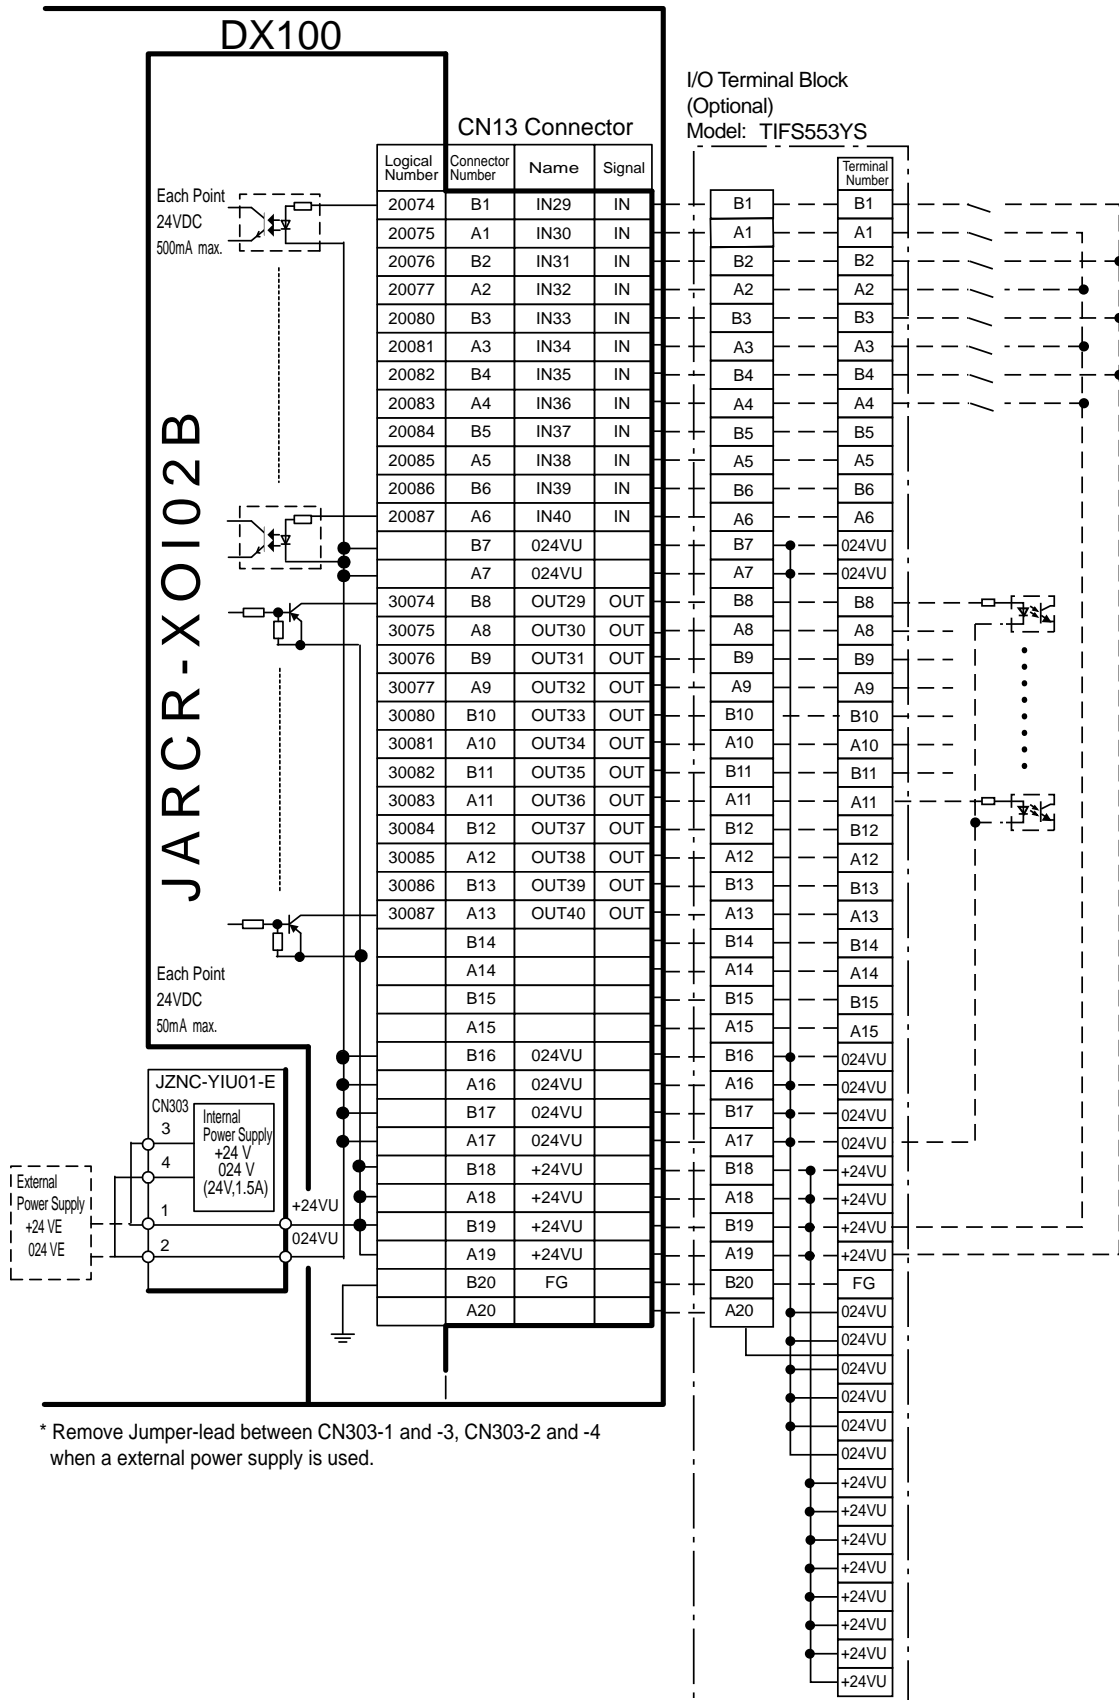 DX100
I/O Terminal Block
(Optional)
Model: TIFS553YS
CN13 Connector
Logical Number Connector Number Name Signal
Terminal Number
Each Point
24VDC
500mA max.
JARCR-XOI02B
20074 B1 IN29 IN B1 B1
20075 A1 IN30 IN A1 A1
20076 B2 IN31 IN B2 B2
20077 A2 IN32 IN A2 A2
20080 B3 IN33 IN B3 B3
20081 A3 IN34 IN A3 A3
20082 B4 IN35 IN B4 B4
20083 A4 IN36 IN A4 A4
20084 B5 IN37 IN B5 B5
20085 A5 IN38 IN A5 A5
20086 B6 IN39 IN B6 B6
20087 A6 IN40 IN A6 A6
B7 024VU B7 024VU
A7 024VU A7 024VU
30074 B8 OUT29 OUT B8 B8
30075 A8 OUT30 OUT A8 A8
30076 B9 OUT31 OUT B9 B9
30077 A9 OUT32 OUT A9 A9
30080 B10 OUT33 OUT B10 B10
30081 A10 OUT34 OUT A10 A10
30082 B11 OUT35 OUT B11 B11
30083 A11 OUT36 OUT A11 A11
30084 B12 OUT37 OUT B12 B12
30085 A12 OUT38 OUT A12 A12
30086 B13 OUT39 OUT B13 B13
30087 A13 OUT40 OUT A13 A13
B14 B14 B14
A14 A14 A14
B15 B15 B15
A15 A15 A15
Each Point
24VDC
50mA max.
B16 024VU B16 024VU
A16 024VU A16 024VU
B17 024VU B17 024VU
A17 024VU A17 024VU
B18 +24VU B18 +24VU
A18 +24VU A18 +24VU
B19 +24VU B19 +24VU
A19 +24VU A19 +24VU
B20 FG B20 FG
A20 A20 024VU
024VU
024VU
024VU
024VU
024VU
+24VU
+24VU
+24VU
+24VU
+24VU
+24VU
+24VU
+24VU
JZNC-YIU01-E
CN303
3
4
1
2
Internal
Power Supply
+24 V
024 V
(24V,1.5A)
+24VU
024VU
External
Power Supply
+24 VE
024 VE
* Remove Jumper-lead between CN303-1 and -3, CN303-2 and -4
when a external power supply is used.